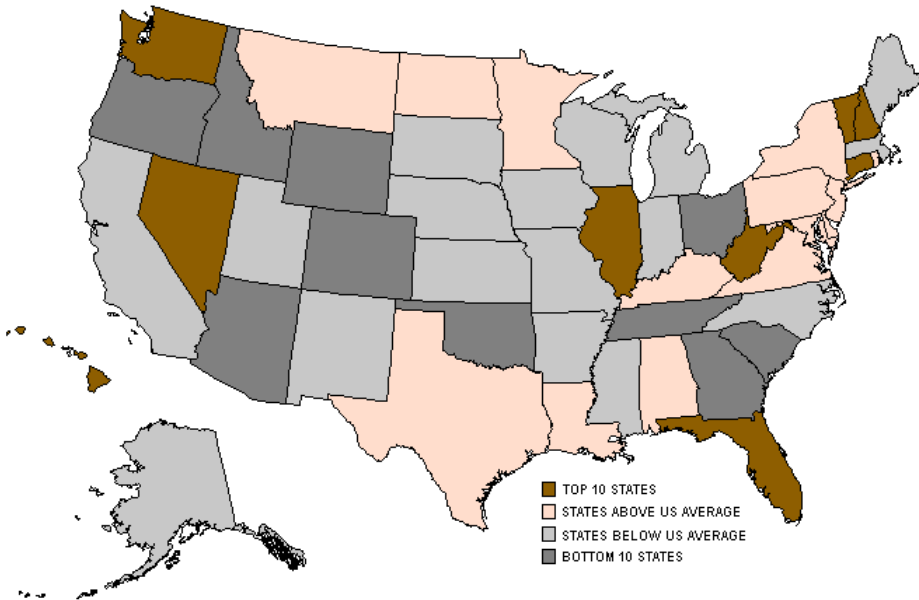 TOP 10 STATES
STATES ABOVE US AVERAGE
STATES BELOW US AVERAGE
BOTTOM 10 STATES